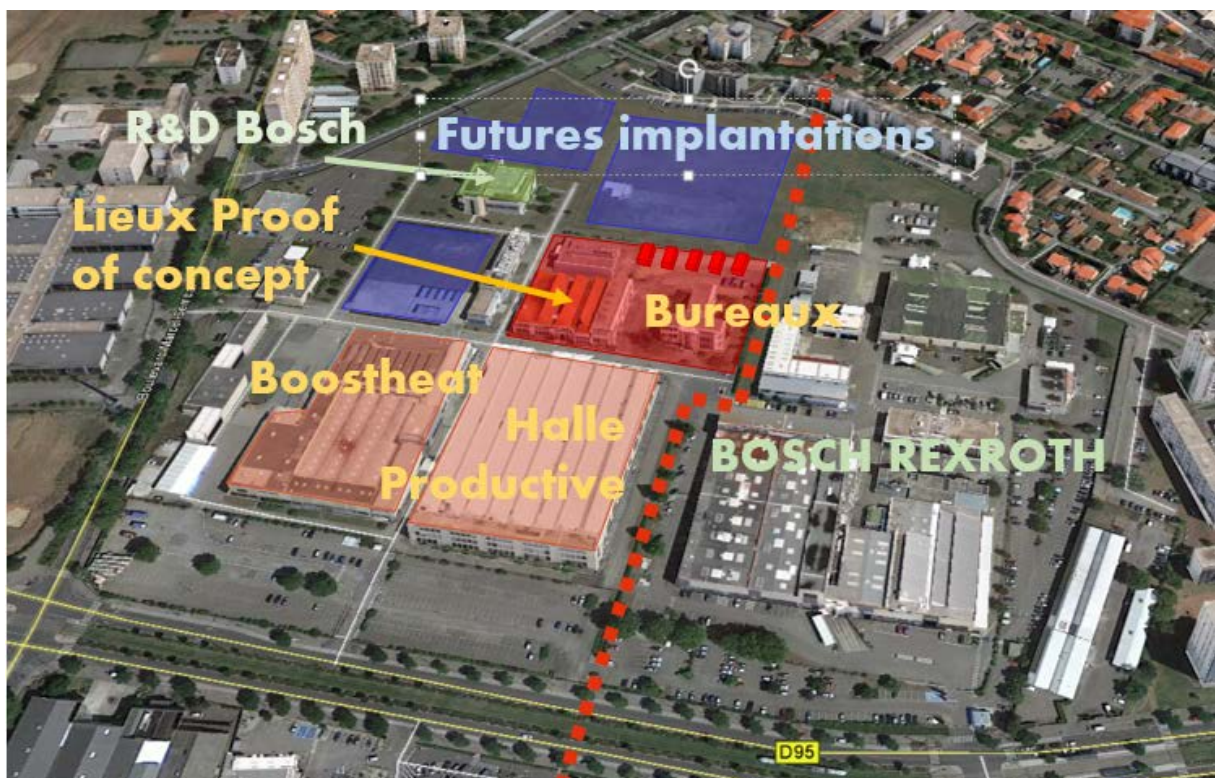 R&D Bosch
Futures implantations
Lieux Proof
of concept
Bureaux
Boostheat
Halle
Productive
BOSCH REXROTH
D95